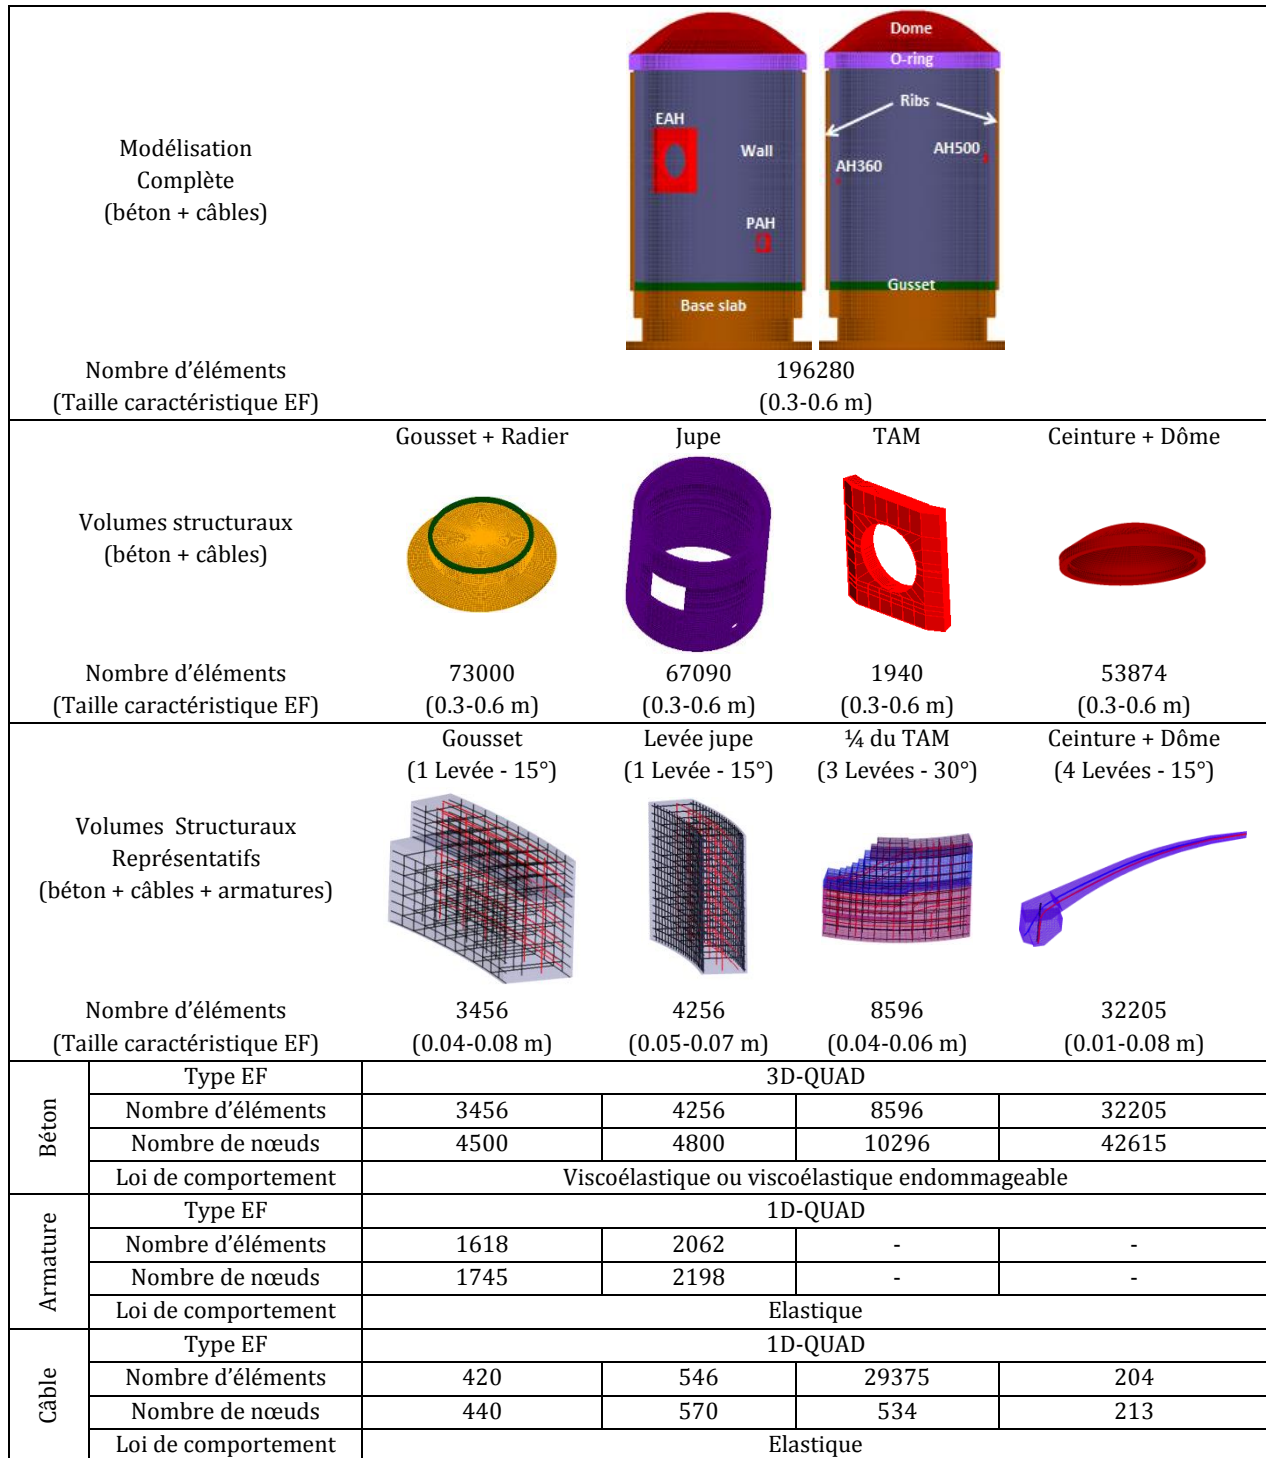 Modélisation
Complète
(béton + câbles)
Dome
O-ring
Ribs
EAH
Wall
AH500
AH360
PAH
Gusset
Base slab
Nombre d'éléments 196280
(Taille caractéristique EF) (0.3-0.6 m)
Gousset + Radier Jupe TAM Ceinture + Dôme
Volumes structuraux
(béton + câbles)
Nombre d'éléments 73000 67090 1940 53874
(Taille caractéristique EF) (0.3-0.6 m) (0.3-0.6 m) (0.3-0.6 m) (0.3-0.6 m)
Gousset Levée jupe ¼ du TAM Ceinture + Dôme
(1 Levée - 15°) (1 Levée - 15°) (3 Levées - 30°) (4 Levées - 15°)
Volumes Structuraux
Représentatifs
(béton + câbles + armatures)
Nombre d'éléments 3456 4256 8596 32205
(Taille caractéristique EF) (0.04-0.08 m) (0.05-0.07 m) (0.04-0.06 m) (0.01-0.08 m)
Béton
Type EF 3D-QUAD
Nombre d'éléments 3456 4256 8596 32205
Nombre de nœuds 4500 4800 10296 42615
Loi de comportement Viscoélastique ou viscoélastique endommageable
Armature
Type EF 1D-QUAD
Nombre d'éléments 1618 2062 - -
Nombre de nœuds 1745 2198 - -
Loi de comportement Elastique
Câble
Type EF 1D-QUAD
Nombre d'éléments 420 546 29375 204
Nombre de nœuds 440 570 534 213
Loi de comportement Elastique